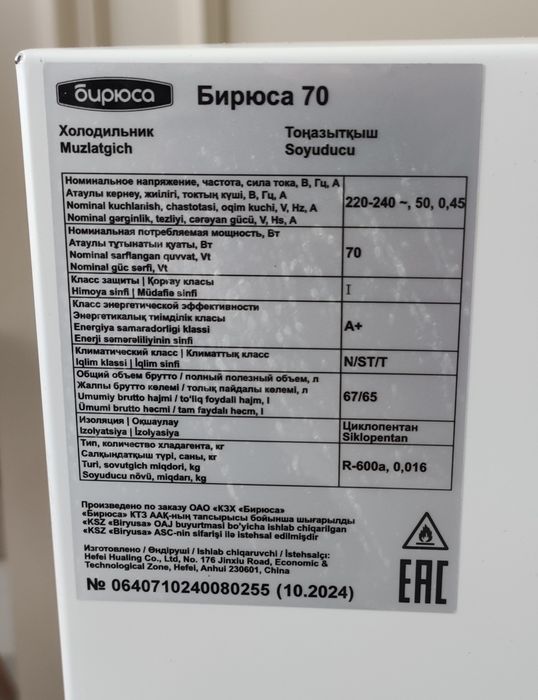 бирюса
Бирюса 70
Холодильник Тоңазытқыш
Muzlatgich Soyuducu
Номинальное напряжение, частота, сила тока, В, Гц, А
Атаулы кернеу, жиілігі, токтың күші, В, Гц, А
Nominal kuchlanish, chastotasi, oqim kuchi, V, Hz, A
Nominal gərginlik, tezliyi, cərəyan gücü, V, Hs, A
220-240 ~, 50, 0,45
Номинальная потребляемая мощность, Вт
Атаулы тұтынатын қуаты, Вт
Nominal sarflangan quvvat, Vt
Nominal güc sərfi, Vt
70
Класс защиты | Қорғау класы
Himoya sinfi | Müdafiə sinfi
I
Класс энергетической эффективности
Энергетикалық тиімділік класы
Energiya samaradorligi klassi
Enerji səmərəliliyinin sinfi
A+
Климатический класс | Климаттық класс
Iqlim klassi | İqlim sinfi
N/ST/T
Общий объем брутто / полный полезный объем, л
Жалпы брутто көлемі / толық пайдалы көлемі, л
Umumiy brutto hajmi / to'liq foydali hajm, l
Ümumi brutto həcmi / tam faydalı həcm, l
67/65
Изоляция | Оқшаулау
Izolyatsiya | İzolyasiya
Циклопентан
Siklopentan
Тип, количество хладагента, кг
Салқындатқыш түрі, саны, кг
Turi, sovutgich miqdori, kg
Soyuducu növü, miqdarı, kg
R-600a, 0,016
Произведено по заказу ОАО «КЗХ «Бирюса»
«Бирюса» КТЗ ААҚ-ның тапсырысы бойынша шығарылды
«KSZ «Biryusa» OAJ buyurtmasi bo'yicha ishlab chiqarilgan
«KSZ «Biryusa» ASC-nin sifarişi ilə istehsal edilmişdir
Изготовлено / Өндіруші / Ishlab chiqaruvchi / İstehsalçı:
Hefei Hualing Co., Ltd, No. 176 Jinxiu Road, Economic &
Technological Zone, Hefei, Anhui 230601, China
№ 0640710240080255 (10.2024)
EAC